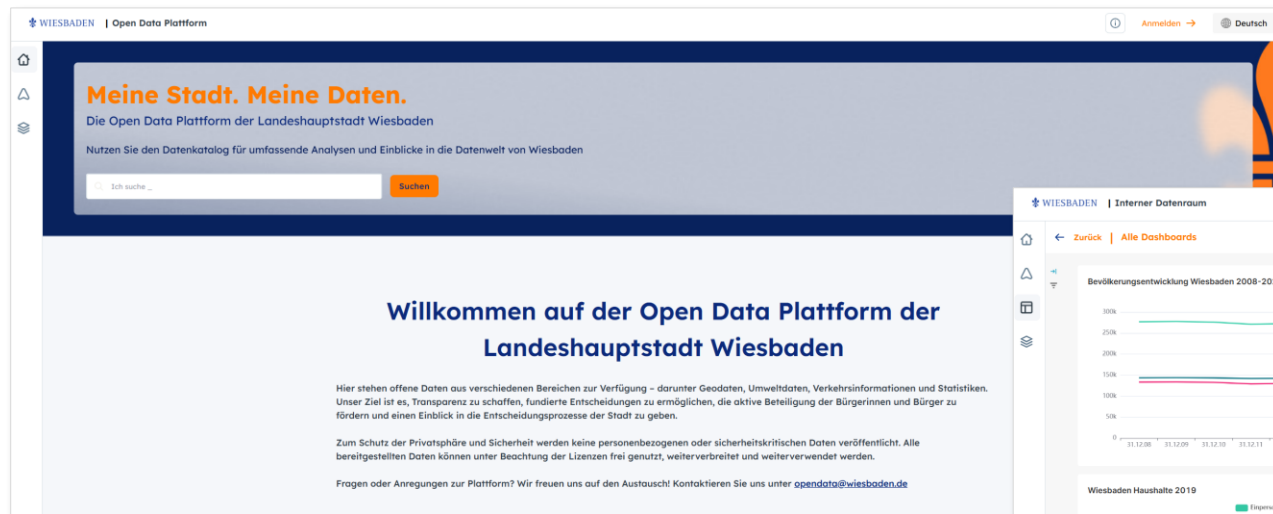 WIESBADEN | Open Data Plattform
Anmelden →
Deutsch
Meine Stadt. Meine Daten.
Die Open Data Plattform der Landeshauptstadt Wiesbaden
Nutzen Sie den Datenkatalog für umfassende Analysen und Einblicke in die Datenwelt von Wiesbaden
Ich suche _
Suchen
Willkommen auf der Open Data Plattform der
Landeshauptstadt Wiesbaden
Hier stehen offene Daten aus verschiedenen Bereichen zur Verfügung – darunter Geodaten, Umweltdaten, Verkehrsinformationen und Statistiken.
Unser Ziel ist es, Transparenz zu schaffen, fundierte Entscheidungen zu ermöglichen, die aktive Beteiligung der Bürgerinnen und Bürger zu
fördern und einen Einblick in die Entscheidungsprozesse der Stadt zu geben.
Zum Schutz der Privatsphäre und Sicherheit werden keine personenbezogenen oder sicherheitskritischen Daten veröffentlicht. Alle
bereitgestellten Daten können unter Beachtung der Lizenzen frei genutzt, weiterverbreitet und weiterverwendet werden.
Fragen oder Anregungen zur Plattform? Wir freuen uns auf den Austausch! Kontaktieren Sie uns unter opendata@wiesbaden.de
WIESBADEN | Interner Datenraum
← Zurück | Alle Dashboards
Bevölkerungsentwicklung Wiesbaden 2008-20
300k
250k
200k
150k
100k
50k
0
31.12.08 31.12.09 31.12.10 31.12.11
Wiesbaden Haushalte 2019